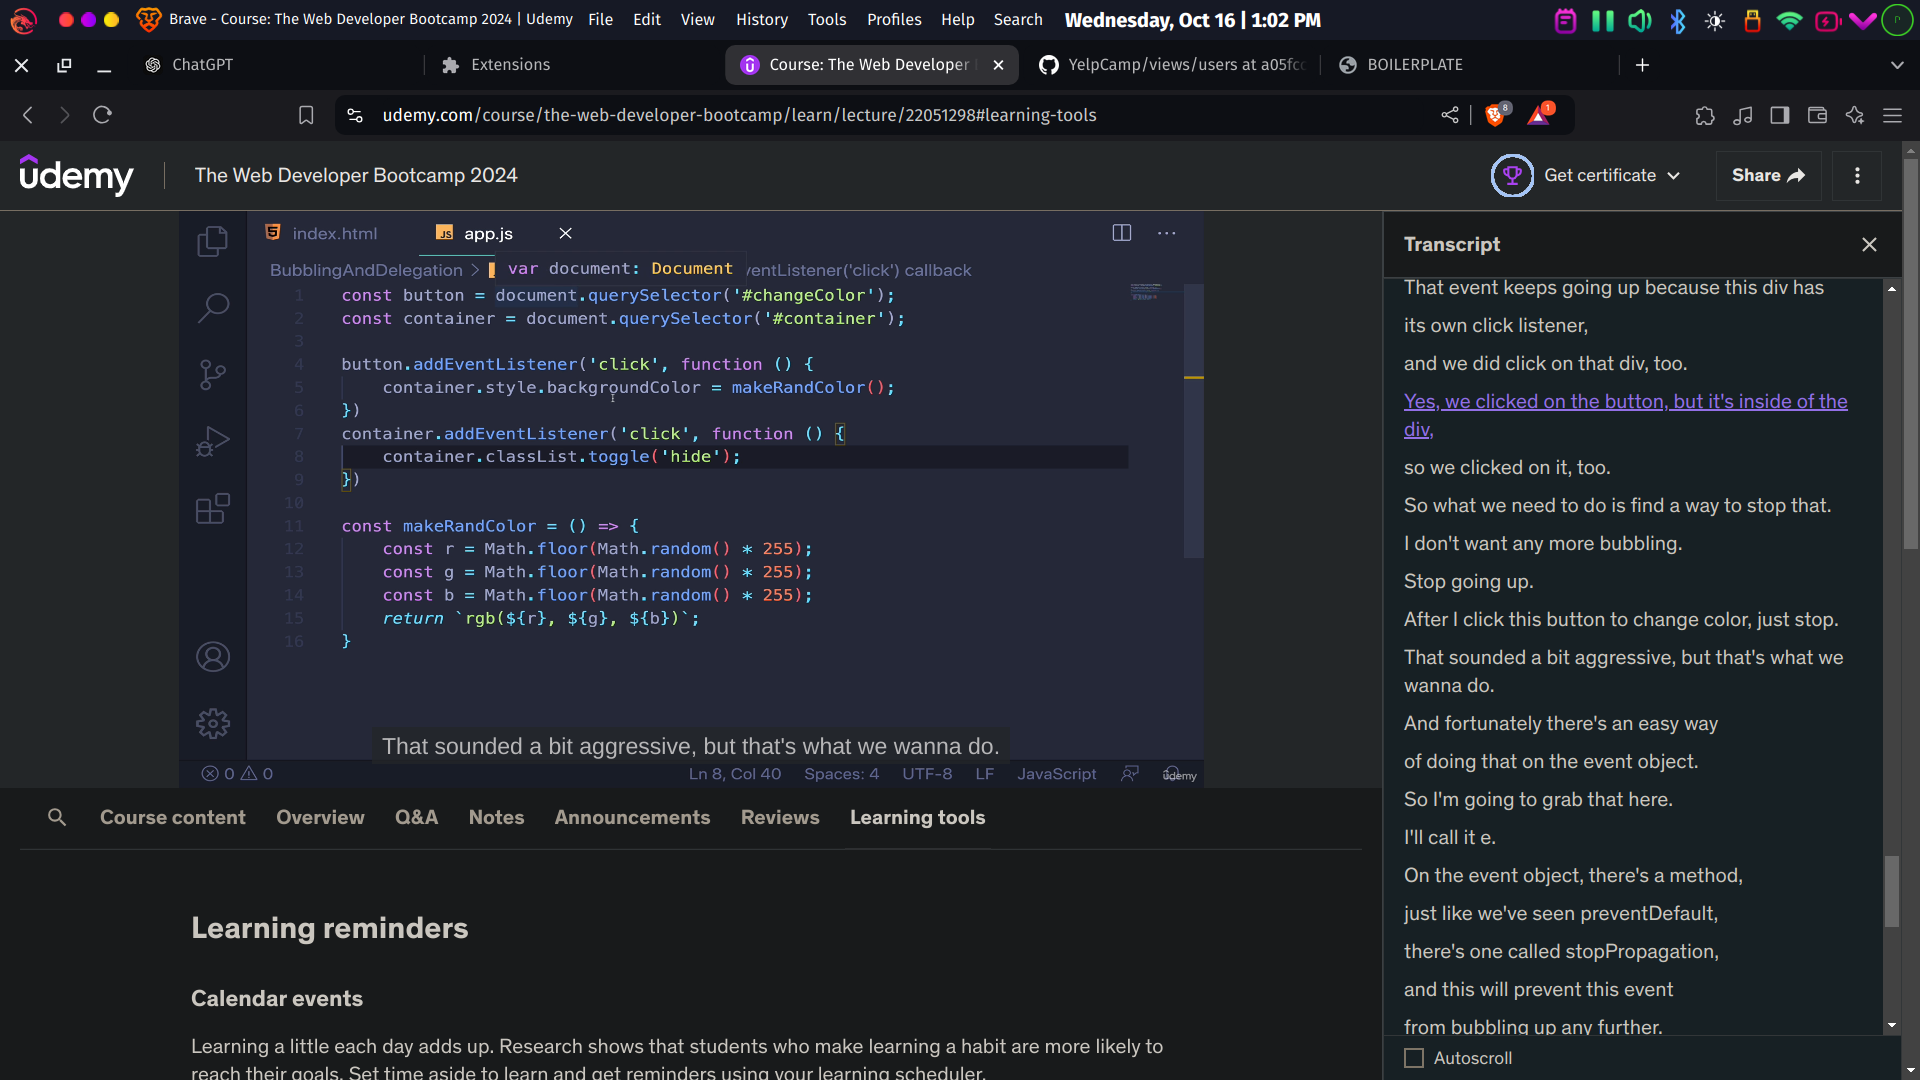 Brave - Course: The Web Developer Bootcamp 2024 | Udemy File Edit View History Tools Profiles Help Search Wednesday, Oct 16 | 1:02 PM
ChatGPT Extensions Course: The Web Developer YelpCamp/views/users at a05fcc BOILERPLATE
udemy.com/course/the-web-developer-bootcamp/learn/lecture/22051298#learning-tools 8 1
udemy The Web Developer Bootcamp 2024 Get certificate Share
index.html JS app.js
BubblingAndDelegation > var document: Document ventListener('click') callback
1 const button = document.querySelector('#changeColor');
2 const container = document.querySelector('#container');
3
4 button.addEventListener('click', function () {
5 container.style.backgroundColor = makeRandColor();
6 })
7 container.addEventListener('click', function () {
8 container.classList.toggle('hide');
9 })
10
11 const makeRandColor = () => {
12 const r = Math.floor(Math.random() * 255);
13 const g = Math.floor(Math.random() * 255);
14 const b = Math.floor(Math.random() * 255);
15 return `rgb(${r}, ${g}, ${b})`;
16 }
That sounded a bit aggressive, but that's what we wanna do.
0 0 Ln 8, Col 40 Spaces: 4 UTF-8 LF JavaScript udemy
Transcript
That event keeps going up because this div has
its own click listener,
and we did click on that div, too.
Yes, we clicked on the button, but it's inside of the
div,
so we clicked on it, too.
So what we need to do is find a way to stop that.
I don't want any more bubbling.
Stop going up.
After I click this button to change color, just stop.
That sounded a bit aggressive, but that's what we
wanna do.
And fortunately there's an easy way
of doing that on the event object.
So I'm going to grab that here.
I'll call it e.
On the event object, there's a method,
just like we've seen preventDefault,
there's one called stopPropagation,
and this will prevent this event
from bubbling up any further.
Autoscroll
Course content Overview Q&A Notes Announcements Reviews Learning tools
Learning reminders
Calendar events
Learning a little each day adds up. Research shows that students who make learning a habit are more likely to
reach their goals. Set time aside to learn and get reminders using your learning scheduler.